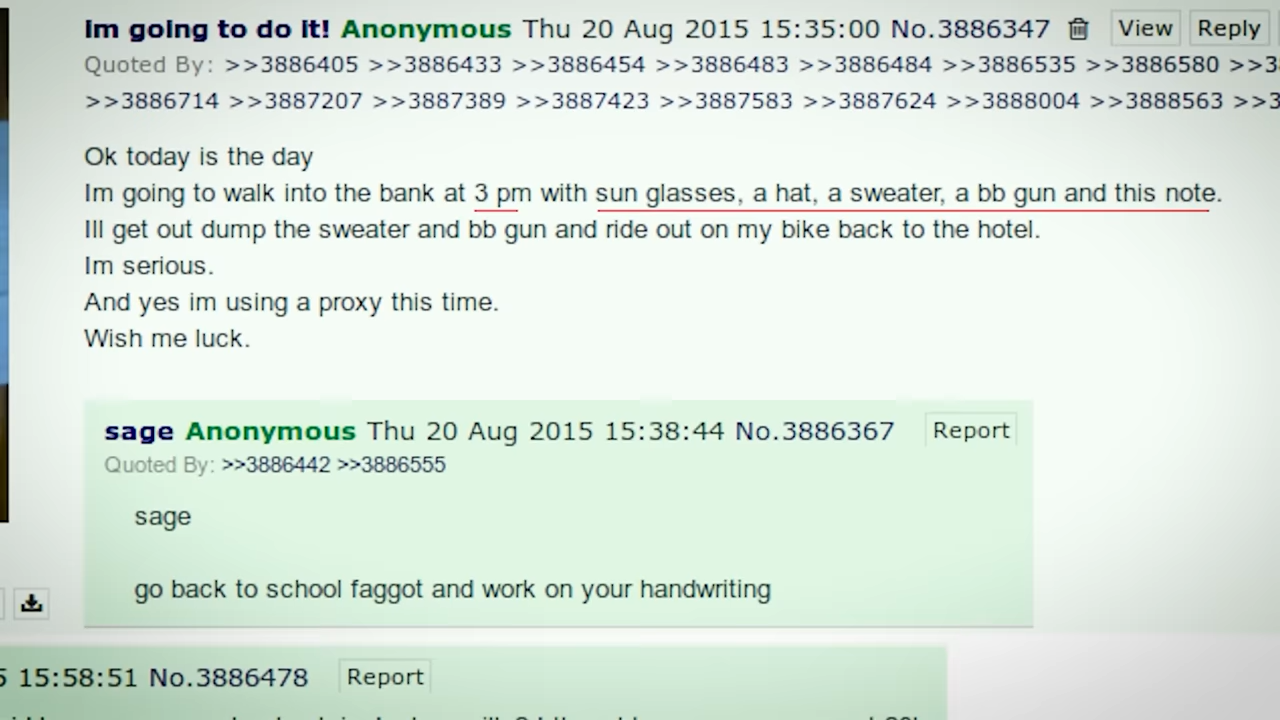 Im going to do it! Anonymous Thu 20 Aug 2015 15:35:00 No.3886347 View Reply
Quoted By: >>3886405 >>3886433 >>3886454 >>3886483 >>3886484 >>3886535 >>3886580
>>3886714 >>3887207 >>3887389 >>3887423 >>3887583 >>3887624 >>3888004 >>3888563
Ok today is the day
Im going to walk into the bank at 3 pm with sun glasses, a hat, a sweater, a bb gun and this note.
Ill get out dump the sweater and bb gun and ride out on my bike back to the hotel.
Im serious.
And yes im using a proxy this time.
Wish me luck.
sage Anonymous Thu 20 Aug 2015 15:38:44 No.3886367 Report
Quoted By: >>3886442 >>3886555
sage
go back to school faggot and work on your handwriting
15:58:51 No.3886478 Report